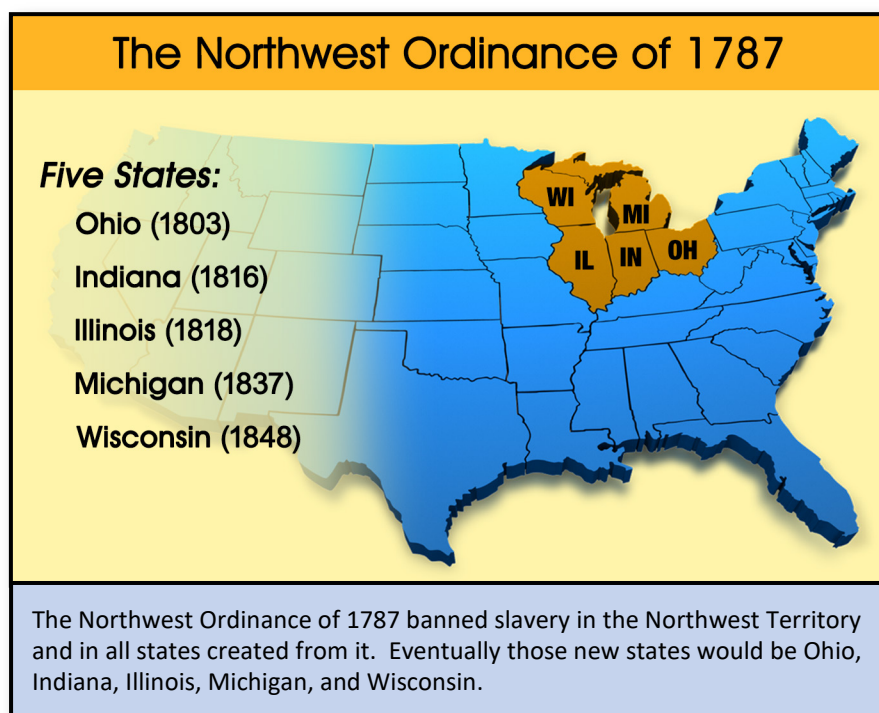 The Northwest Ordinance of 1787
Five States:
Ohio (1803)
Indiana (1816)
Illinois (1818)
Michigan (1837)
Wisconsin (1848)
WI
MI
IL
IN
OH
The Northwest Ordinance of 1787 banned slavery in the Northwest Territory
and in all states created from it.  Eventually those new states would be Ohio,
Indiana, Illinois, Michigan, and Wisconsin.